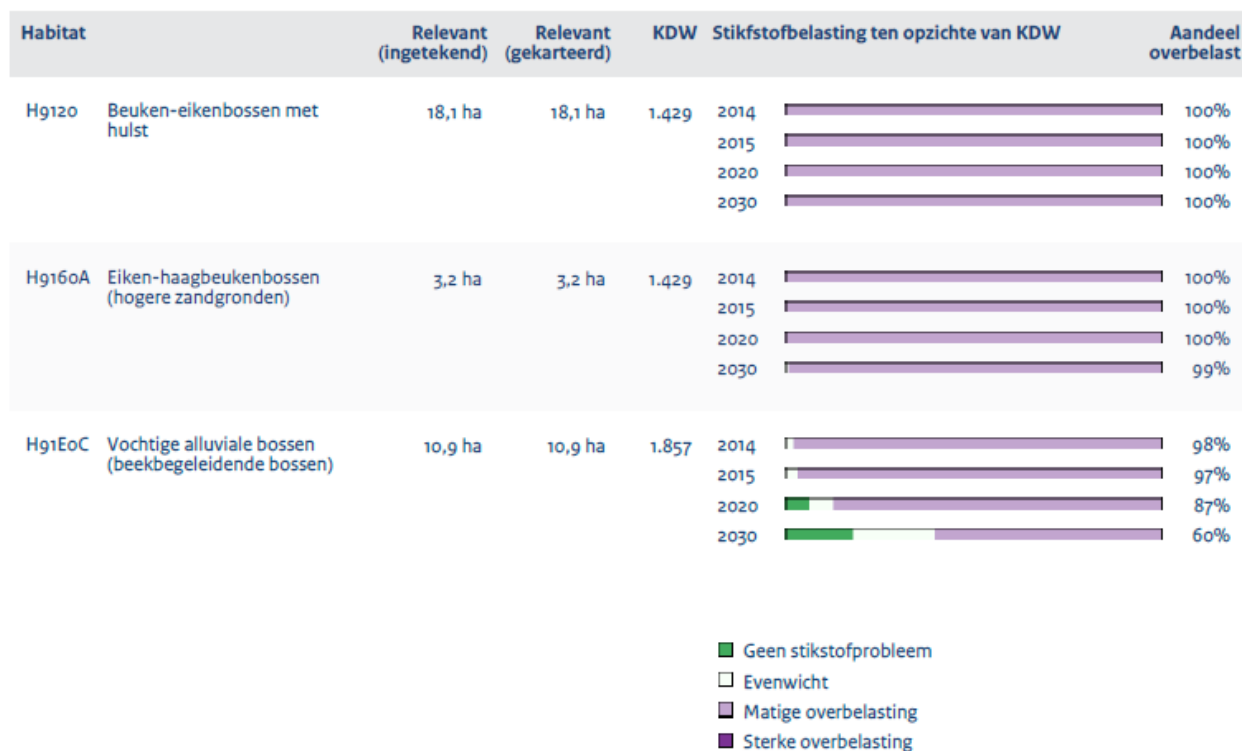 Habitat Relevant (ingetekend) Relevant (gekarteerd) KDW Stikfstofbelasting ten opzichte van KDW Aandeel overbelast
H9120 Beuken-eikenbossen met hulst 18,1 ha 18,1 ha 1.429 2014 100%
2015 100%
2020 100%
2030 100%
H9160A Eiken-haagbeukenbossen (hogere zandgronden) 3,2 ha 3,2 ha 1.429 2014 100%
2015 100%
2020 100%
2030 99%
H91E0C Vochtige alluviale bossen (beekbegeleidende bossen) 10,9 ha 10,9 ha 1.857 2014 98%
2015 97%
2020 87%
2030 60%
Geen stikstofprobleem
Evenwicht
Matige overbelasting
Sterke overbelasting